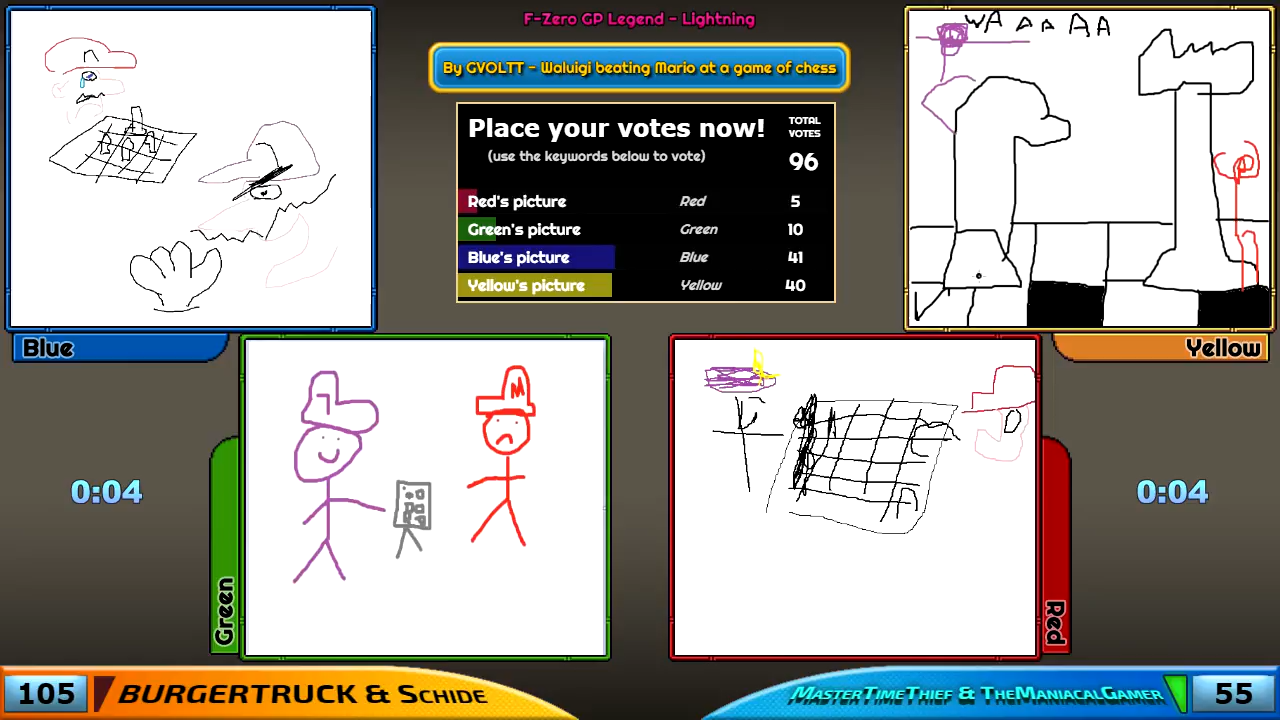 F-Zero GP Legend - Lightning
By GVOLTT - Waluigi beating Mario at a game of chess
Place your votes now!
(use the keywords below to vote)
TOTAL
VOTES
96
Red's picture Red 5
Green's picture Green 10
Blue's picture Blue 41
Yellow's picture Yellow 40
WA A A A A
Blue
Yellow
M
0:04
0:04
Green
Red
105
BURGERTRUCK & SCHIDE
MASTERTIMETHIEF & THEMANIACALGAMER
55